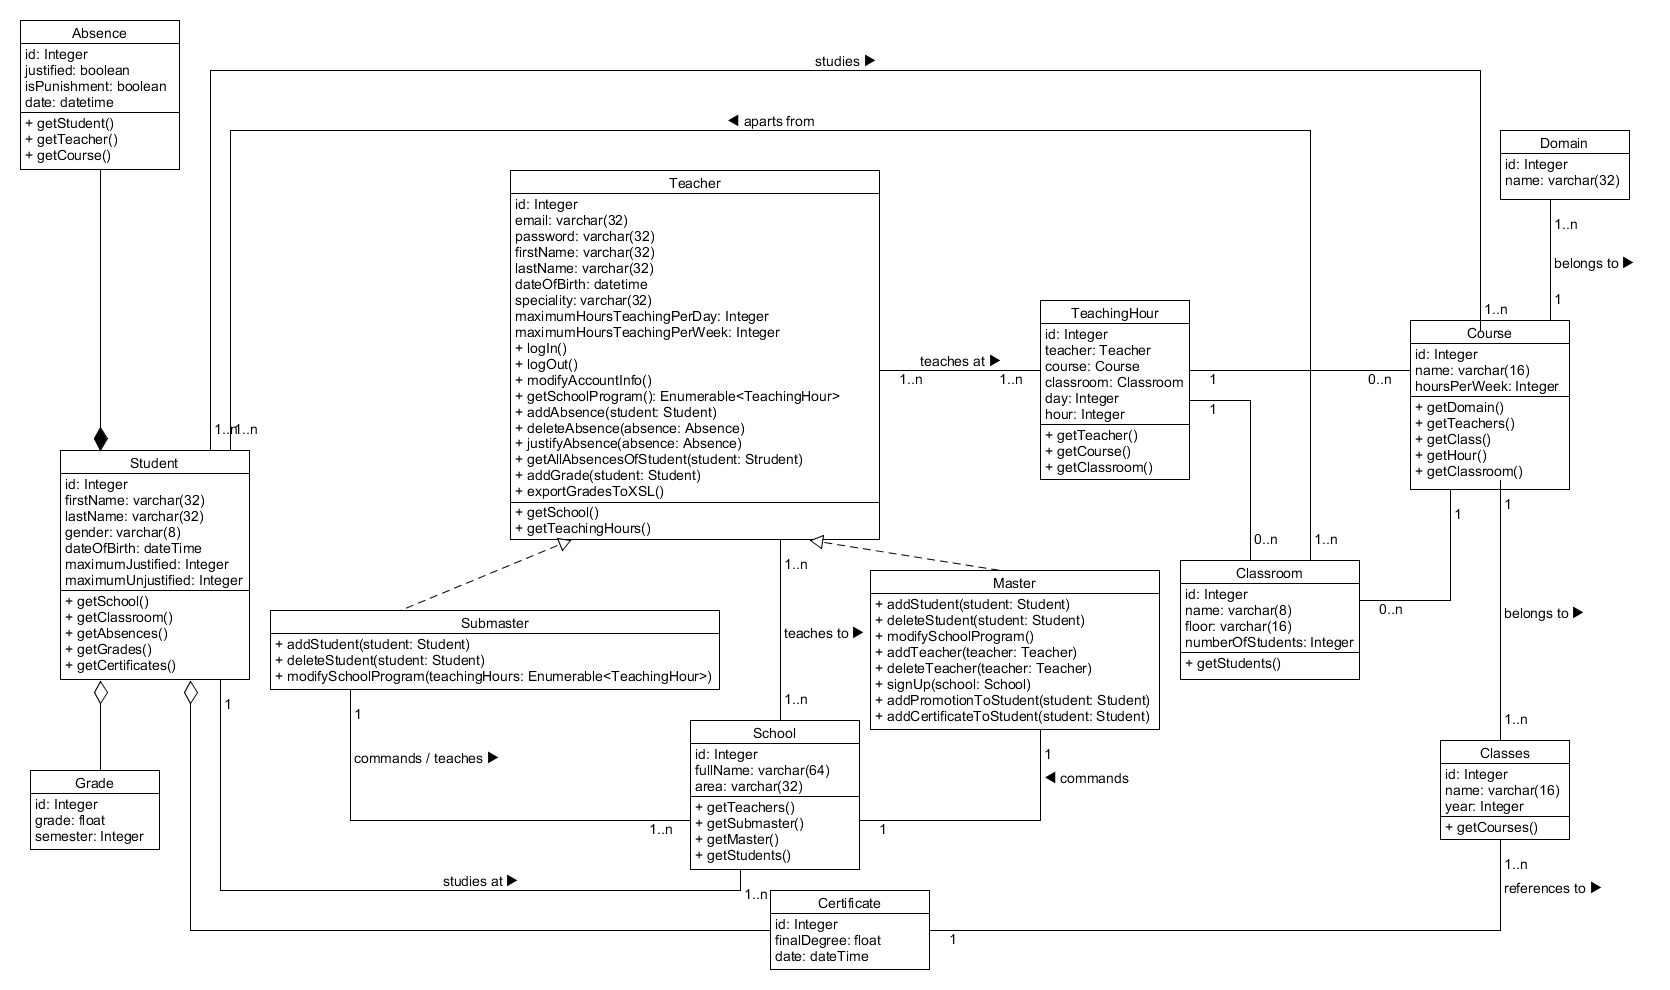 Absence
id: Integer
justified: boolean
isPunishment: boolean
date: datetime
+ getStudent()
+ getTeacher()
+ getCourse()
studies ▶
◀ aparts from
Domain
id: Integer
name: varchar(32)
1..n
belongs to ▶
1
Teacher
id: Integer
email: varchar(32)
password: varchar(32)
firstName: varchar(32)
lastName: varchar(32)
dateOfBirth: datetime
speciality: varchar(32)
maximumHoursTeachingPerDay: Integer
maximumHoursTeachingPerWeek: Integer
+ logIn()
+ logOut()
+ modifyAccountInfo()
+ getSchoolProgram(): Enumerable<TeachingHour>
+ addAbsence(student: Student)
+ deleteAbsence(absence: Absence)
+ justifyAbsence(absence: Absence)
+ getAllAbsencesOfStudent(student: Strudent)
+ addGrade(student: Student)
+ exportGradesToXSL()
+ getSchool()
+ getTeachingHours()
teaches at ▶
1..n
1..n
TeachingHour
id: Integer
teacher: Teacher
course: Course
classroom: Classroom
day: Integer
hour: Integer
+ getTeacher()
+ getCourse()
+ getClassroom()
1
0..n
1
1..n
Course
id: Integer
name: varchar(16)
hoursPerWeek: Integer
+ getDomain()
+ getTeachers()
+ getClass()
+ getHour()
+ getClassroom()
1..n
1..n
Student
id: Integer
firstName: varchar(32)
lastName: varchar(32)
gender: varchar(8)
dateOfBirth: dateTime
maximumJustified: Integer
maximumUnjustified: Integer
+ getSchool()
+ getClassroom()
+ getAbsences()
+ getGrades()
+ getCertificates()
1
1
0..n
1..n
Classroom
id: Integer
name: varchar(8)
floor: varchar(16)
numberOfStudents: Integer
+ getStudents()
0..n
belongs to ▶
1..n
1..n
teaches to ▶
1..n
Master
+ addStudent(student: Student)
+ deleteStudent(student: Student)
+ modifySchoolProgram()
+ addTeacher(teacher: Teacher)
+ deleteTeacher(teacher: Teacher)
+ signUp(school: School)
+ addPromotionToStudent(student: Student)
+ addCertificateToStudent(student: Student)
Submaster
+ addStudent(student: Student)
+ deleteStudent(student: Student)
+ modifySchoolProgram(teachingHours: Enumerable<TeachingHour>)
1
1
commands / teaches ▶
1..n
School
id: Integer
fullName: varchar(64)
area: varchar(32)
+ getTeachers()
+ getSubmaster()
+ getMaster()
+ getStudents()
1
◀ commands
1
Classes
id: Integer
name: varchar(16)
year: Integer
+ getCourses()
1..n
references to ▶
Grade
id: Integer
grade: float
semester: Integer
studies at ▶
1..n
Certificate
id: Integer
finalDegree: float
date: dateTime
1